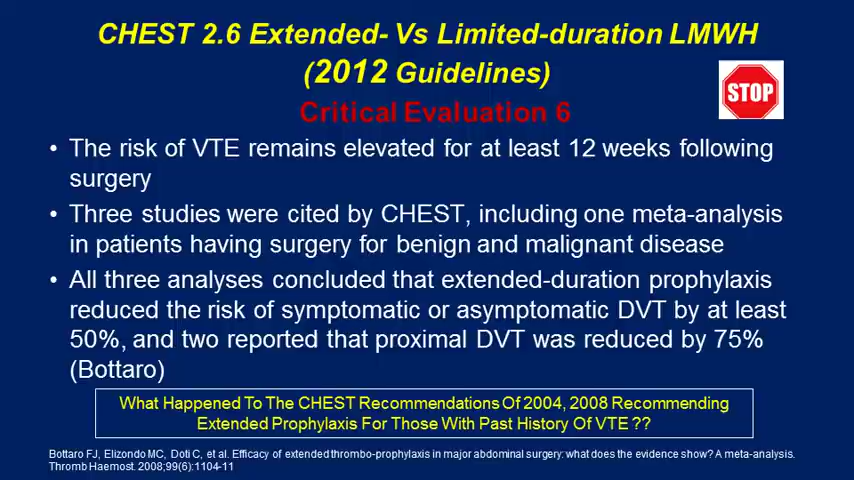 CHEST 2.6 Extended- Vs Limited-duration LMWH
(2012 Guidelines)
STOP
Critical Evaluation 6
• The risk of VTE remains elevated for at least 12 weeks following
surgery
• Three studies were cited by CHEST, including one meta-analysis
in patients having surgery for benign and malignant disease
• All three analyses concluded that extended-duration prophylaxis
reduced the risk of symptomatic or asymptomatic DVT by at least
50%, and two reported that proximal DVT was reduced by 75%
(Bottaro)
What Happened To The CHEST Recommendations Of 2004, 2008 Recommending
Extended Prophylaxis For Those With Past History Of VTE ??
Bottaro FJ, Elizondo MC, Doti C, et al. Efficacy of extended thrombo-prophylaxis in major abdominal surgery: what does the evidence show? A meta-analysis.
Thromb Haemost. 2008;99(6):1104-11